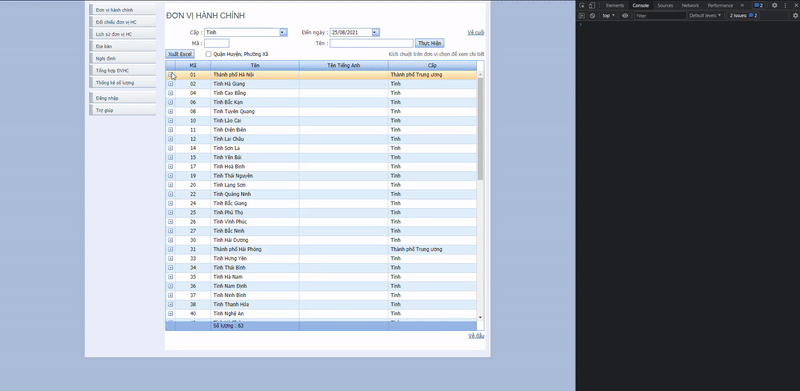 Đơn vị hành chính
Đối chiếu đơn vị HC
Lịch sử đơn vị HC
Địa bàn
Nghị định
Tổng hợp ĐVHC
Thống kê số lượng
Đăng nhập
Trợ giúp
ĐƠN VỊ HÀNH CHÍNH
Cấp : Tỉnh Đến ngày : 25/08/2021 Về cuối
Mã : Tên : Thực Hiện
Xuất Excel Quận Huyện, Phường Xã Kích chuột trên đơn vị chọn để xem chi tiết
Mã Tên Tên Tiếng Anh Cấp
01 Thành phố Hà Nội Thành phố Trung ương
02 Tỉnh Hà Giang Tỉnh
04 Tỉnh Cao Bằng Tỉnh
06 Tỉnh Bắc Kạn Tỉnh
08 Tỉnh Tuyên Quang Tỉnh
10 Tỉnh Lào Cai Tỉnh
11 Tỉnh Điện Biên Tỉnh
12 Tỉnh Lai Châu Tỉnh
14 Tỉnh Sơn La Tỉnh
15 Tỉnh Yên Bái Tỉnh
17 Tỉnh Hoà Bình Tỉnh
19 Tỉnh Thái Nguyên Tỉnh
20 Tỉnh Lạng Sơn Tỉnh
22 Tỉnh Quảng Ninh Tỉnh
24 Tỉnh Bắc Giang Tỉnh
25 Tỉnh Phú Thọ Tỉnh
26 Tỉnh Vĩnh Phúc Tỉnh
27 Tỉnh Bắc Ninh Tỉnh
30 Tỉnh Hải Dương Tỉnh
31 Thành phố Hải Phòng Thành phố Trung ương
33 Tỉnh Hưng Yên Tỉnh
34 Tỉnh Thái Bình Tỉnh
35 Tỉnh Hà Nam Tỉnh
36 Tỉnh Nam Định Tỉnh
37 Tỉnh Ninh Bình Tỉnh
38 Tỉnh Thanh Hóa Tỉnh
40 Tỉnh Nghệ An Tỉnh
Số lượng : 63
Về đầu
Elements Console Sources Network Performance » 2
top Filter Default levels 2 Issues: 2